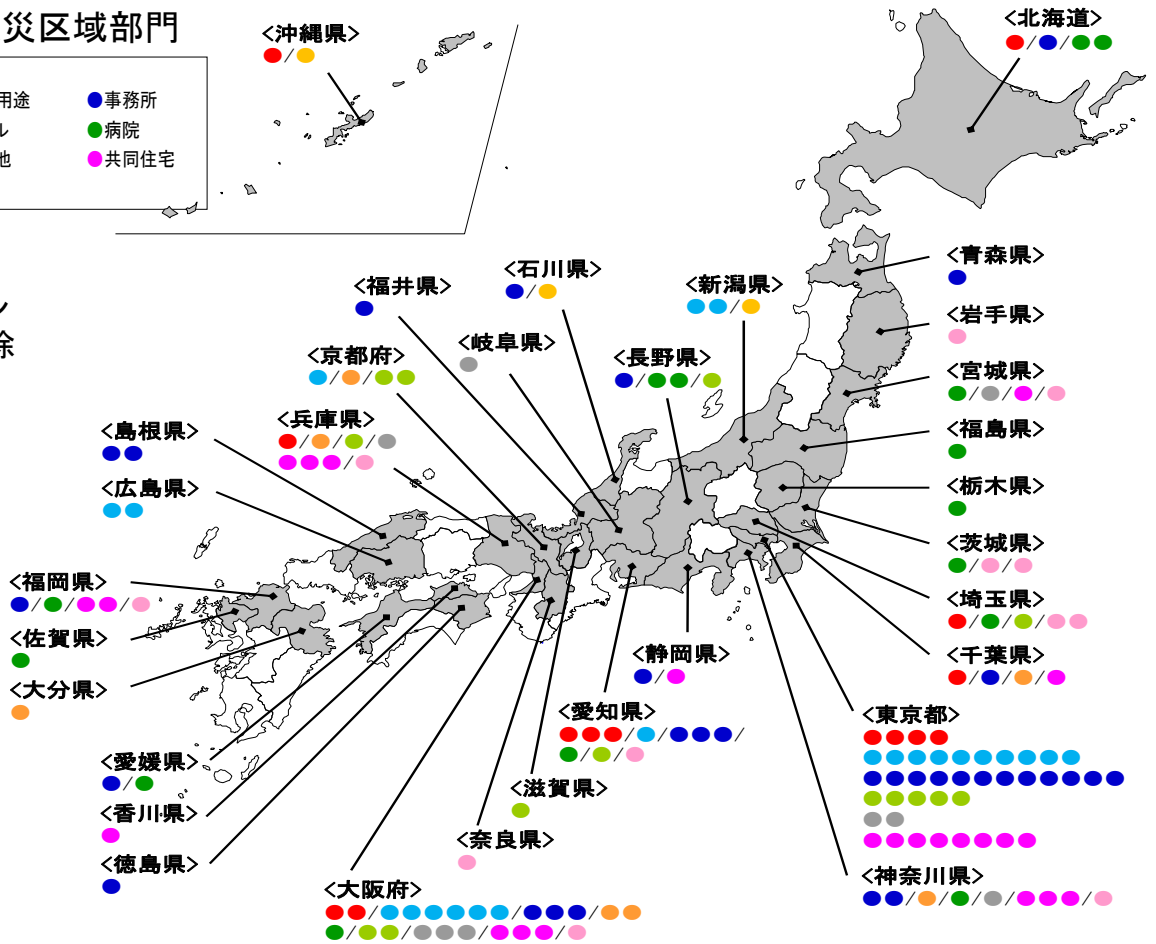 災区域部門
用途
●事務所
ル
●病院
他
●共同住宅
ン
除
<沖縄県>
/
<北海道>
/ /
<青森県>
<岩手県>
<宮城県>
/ / /
<福島県>
<栃木県>
<茨城県>
/
<埼玉県>
/ / /
<千葉県>
/ / /
<東京都>
<神奈川県>
/ / / / /
<石川県>
/
<福井県>
<新潟県>
/
<岐阜県>
<長野県>
/ /
<京都府>
/ /
<兵庫県>
/ / /
/
<島根県>
<広島県>
<福岡県>
/ / /
<佐賀県>
<大分県>
<愛媛県>
/
<香川県>
<徳島県>
<静岡県>
/
<愛知県>
/ / /
/ /
<滋賀県>
<奈良県>
<大阪府>
/ / /
/ / / /